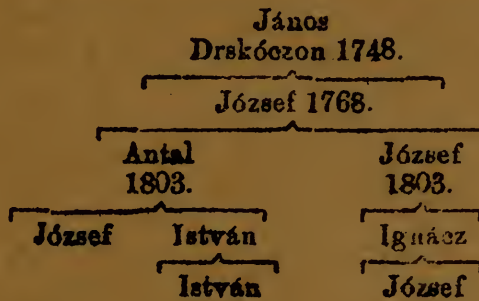 János
Drskóczon 1748.
József 1768.
Antal József
1803. 1803.
József István Ignácz
István József